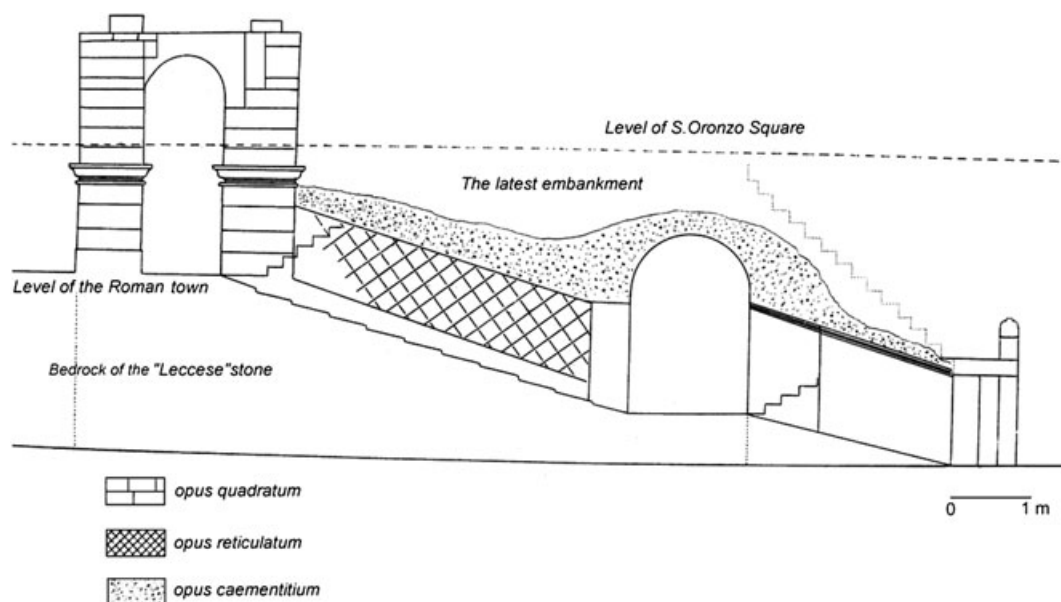 Level of S.Oronzo Square
The latest embankment
Level of the Roman town
Bedrock of the "Leccese"stone
opus quadratum
0 1 m
opus reticulatum
opus caementitium